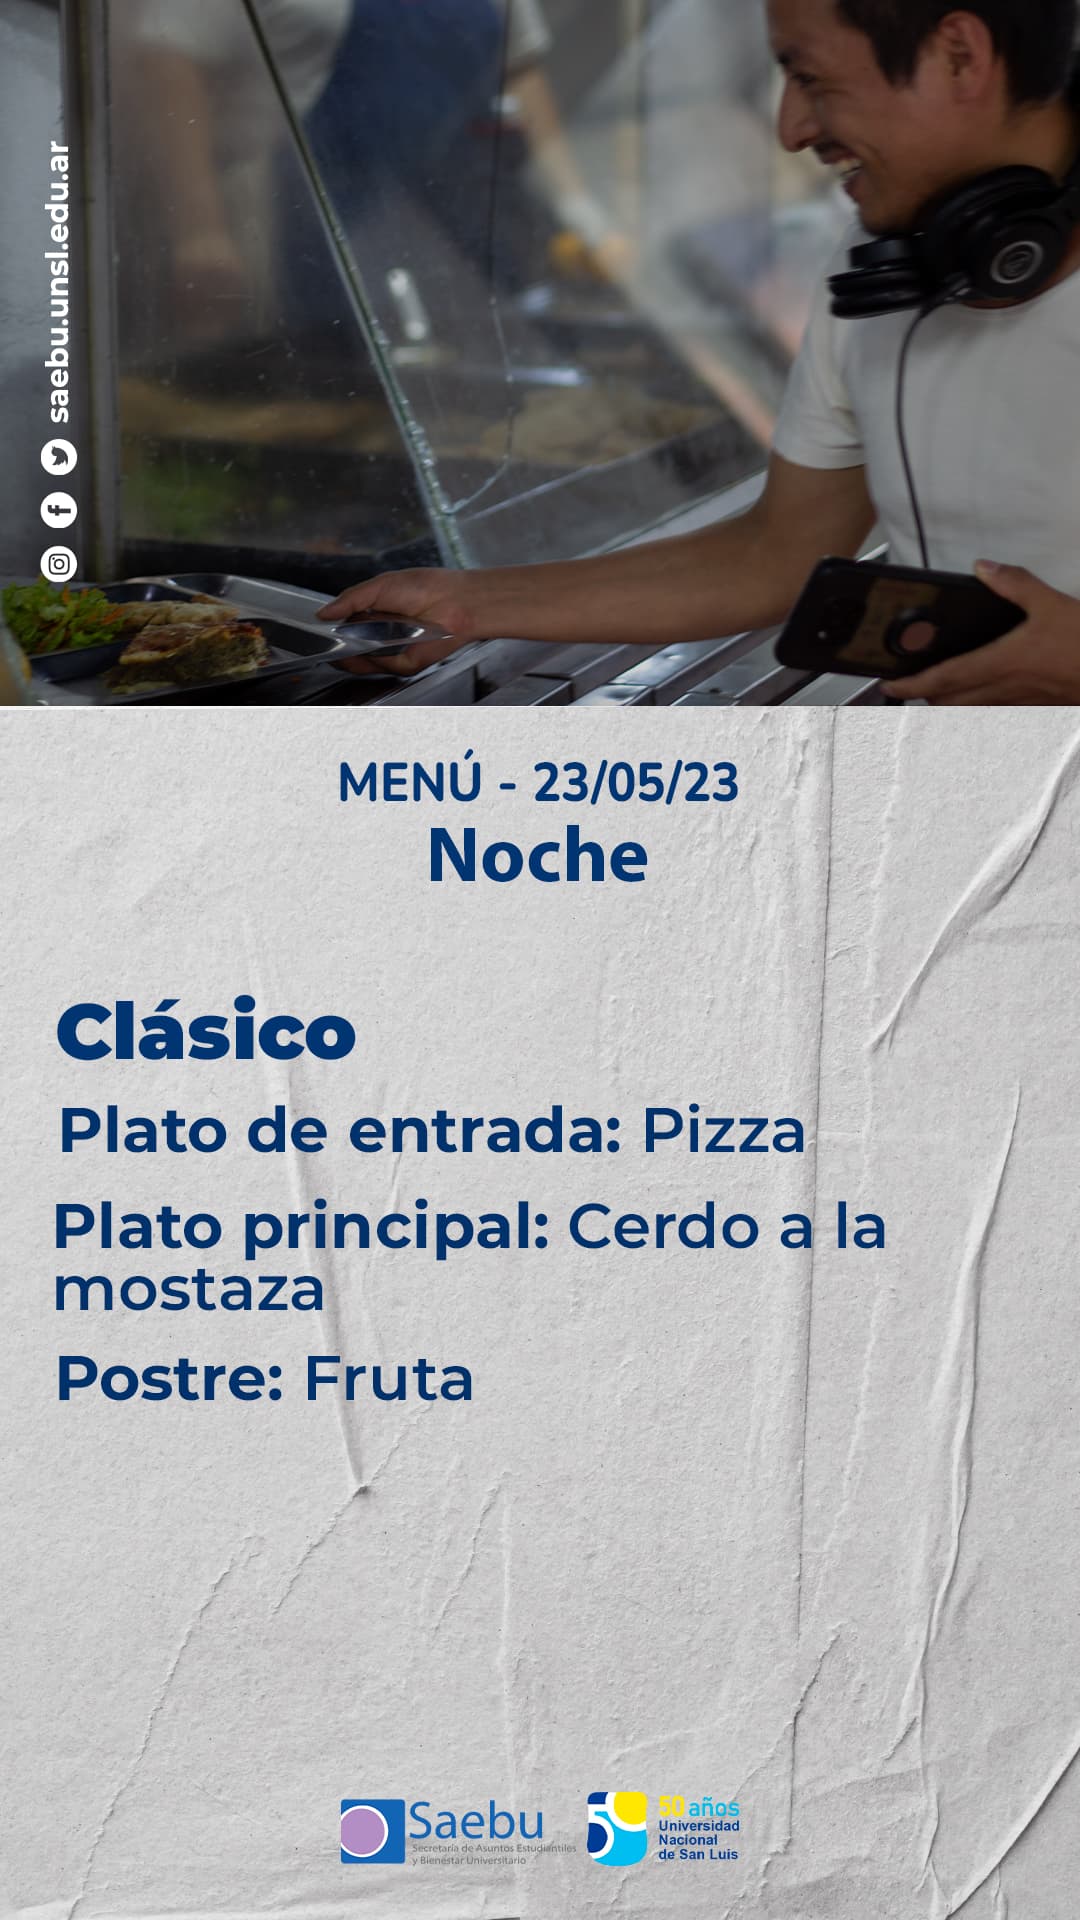 saebu.unsl.edu.ar
MENÚ - 23/05/23
Noche
Clásico
Plato de entrada: Pizza
Plato principal: Cerdo a la
mostaza
Postre: Fruta
Saebu
Secretaría de Asuntos Estudiantiles
y Bienestar Universitario
50 años
Universidad
Nacional
de San Luis